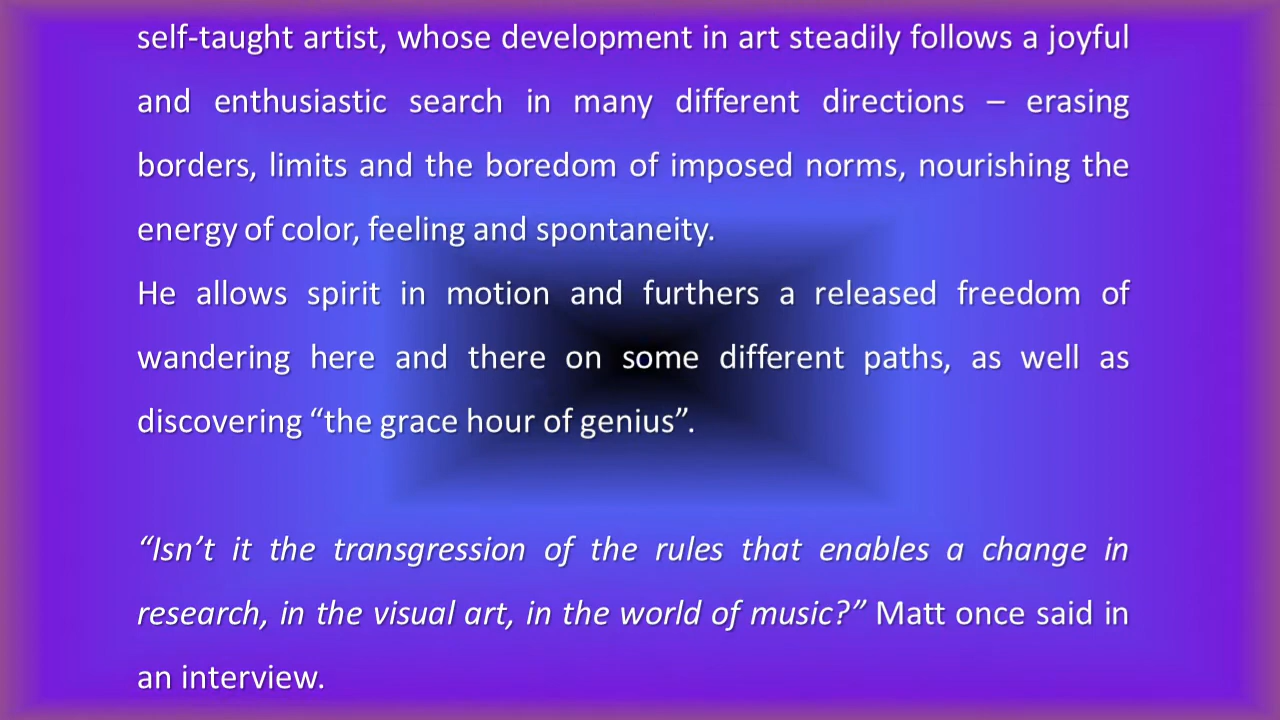 self-taught artist, whose development in art steadily follows a joyful
and enthusiastic search in many different directions – erasing
borders, limits and the boredom of imposed norms, nourishing the
energy of color, feeling and spontaneity.
He allows spirit in motion and furthers a released freedom of
wandering here and there on some different paths, as well as
discovering “the grace hour of genius”.
“Isn’t it the transgression of the rules that enables a change in
research, in the visual art, in the world of music?” Matt once said in
an interview.